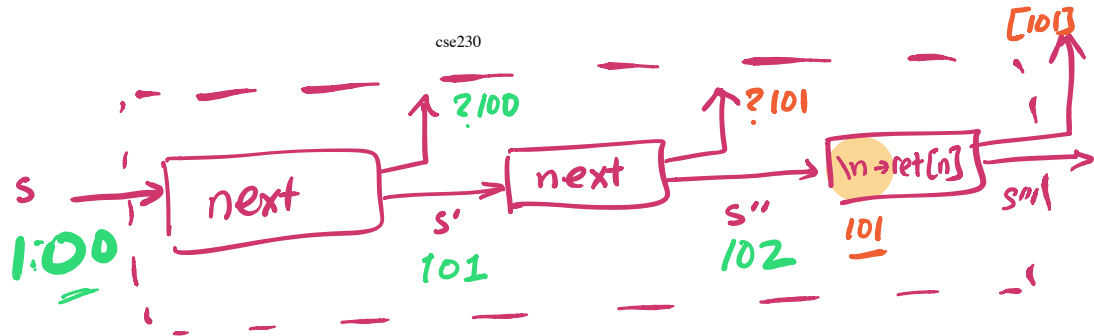 cse230
[101]
?100
?101
s
next
next
\n → ret[n]
s'
s''
s'''
1:00
101
102
101